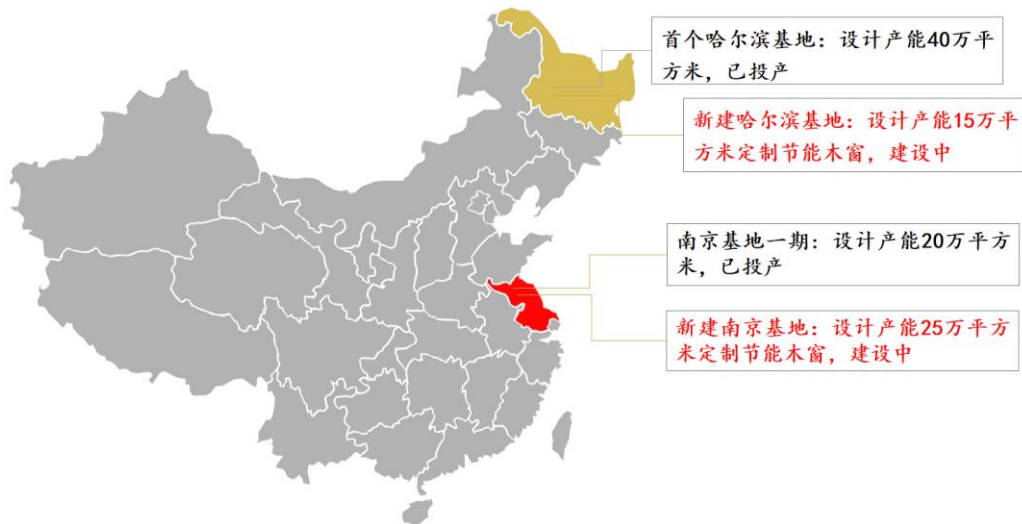 首个哈尔滨基地：设计产能40万平
方米，已投产
新建哈尔滨基地：设计产能15万平
方米定制节能木窗，建设中
南京基地一期：设计产能20万平方
米，已投产
新建南京基地：设计产能25万平方
米定制节能木窗，建设中